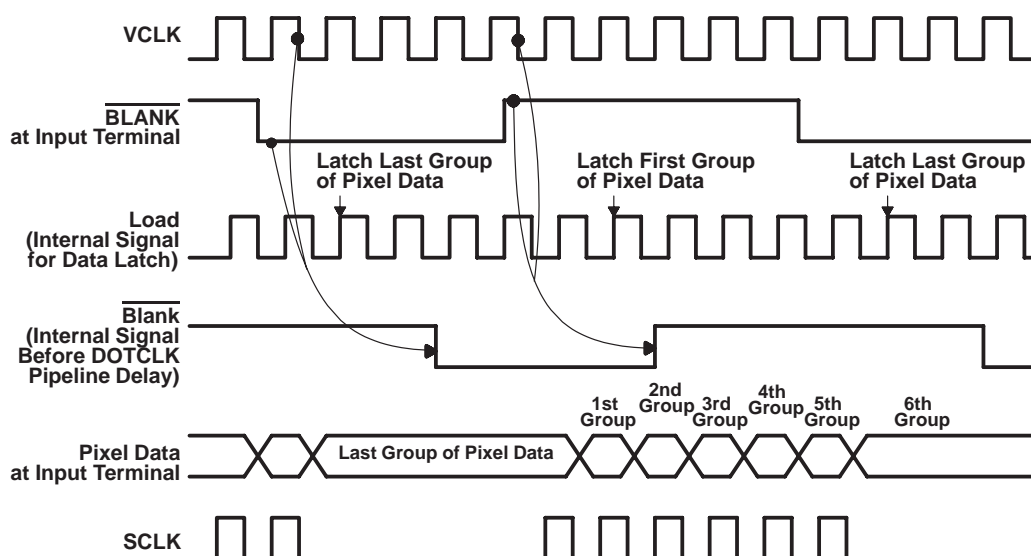 VCLK
BLANK
at Input Terminal
Latch Last Group
of Pixel Data
Latch First Group
of Pixel Data
Latch Last Group
of Pixel Data
Load
(Internal Signal
for Data Latch)
Blank
(Internal Signal
Before DOTCLK
Pipeline Delay)
1st
Group
2nd
Group
3rd
Group
4th
Group
5th
Group
6th
Group
Pixel Data
at Input Terminal
Last Group of Pixel Data
SCLK